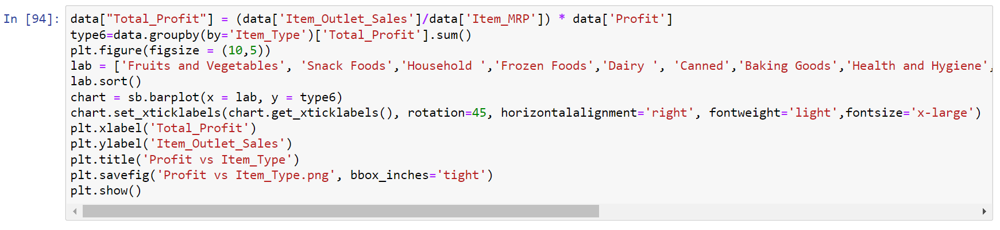 In [94]: data["Total_Profit"] = (data['Item_Outlet_Sales']/data['Item_MRP']) * data['Profit']
type6=data.groupby(by='Item_Type')['Total_Profit'].sum()
plt.figure(figsize = (10,5))
lab = ['Fruits and Vegetables', 'Snack Foods','Household ','Frozen Foods','Dairy ', 'Canned','Baking Goods','Health and Hygiene',
lab.sort()
chart = sb.barplot(x = lab, y = type6)
chart.set_xticklabels(chart.get_xticklabels(), rotation=45, horizontalalignment='right', fontweight='light',fontsize='x-large')
plt.xlabel('Total_Profit')
plt.ylabel('Item_Outlet_Sales')
plt.title('Profit vs Item_Type')
plt.savefig('Profit vs Item_Type.png', bbox_inches='tight')
plt.show()